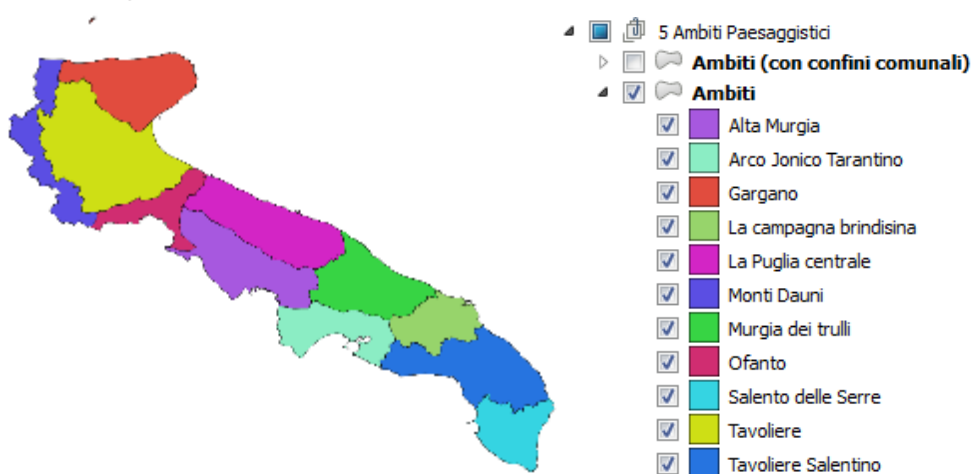 5 Ambiti Paesaggistici
Ambiti (con confini comunali)
Ambiti
Alta Murgia
Arco Jonico Tarantino
Gargano
La campagna brindisina
La Puglia centrale
Monti Dauni
Murgia dei trulli
Ofanto
Salento delle Serre
Tavoliere
Tavoliere Salentino